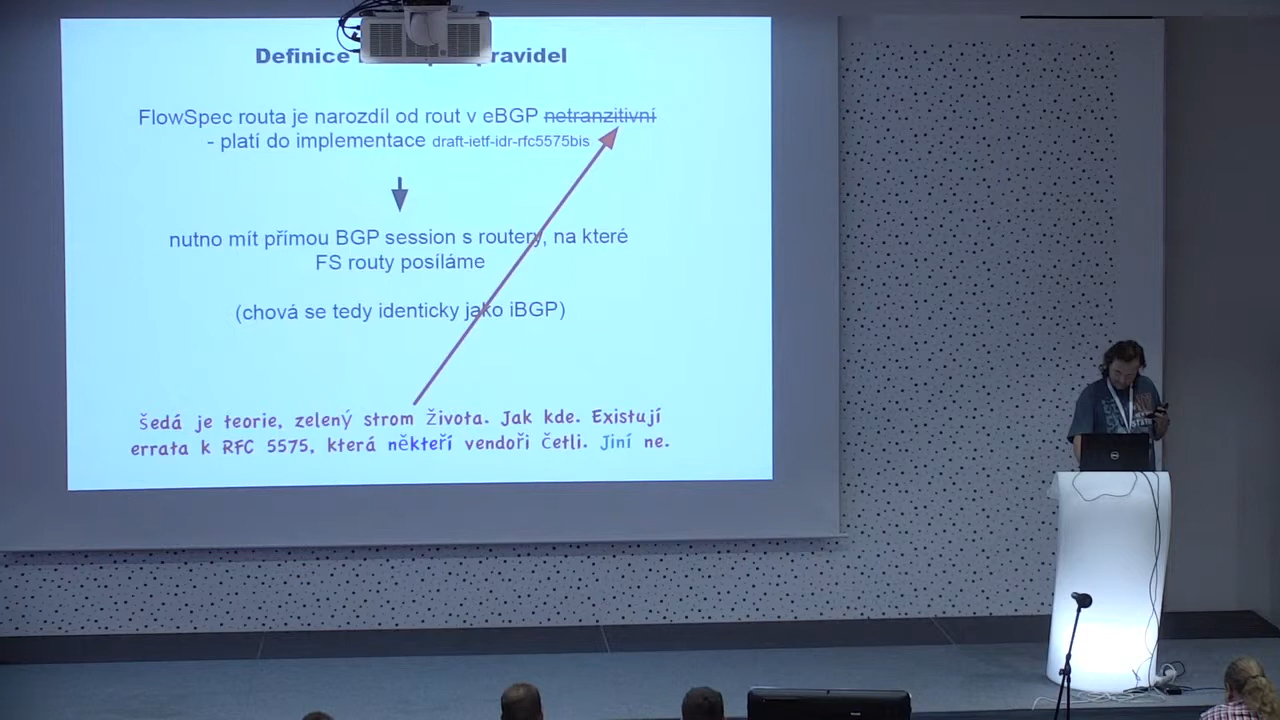 Definice ravidel
FlowSpec routa je narozdíl od rout v eBGP netranzitivní
- platí do implementace draft-ietf-idr-rfc5575bis
nutno mít přímou BGP session s routery, na které
FS routy posíláme
(chová se tedy identicky jako iBGP)
šedá je teorie, zelený strom života. Jak kde. Existují
errata k RFC 5575, která někteří vendoři četli. Jiní ne.
DELL